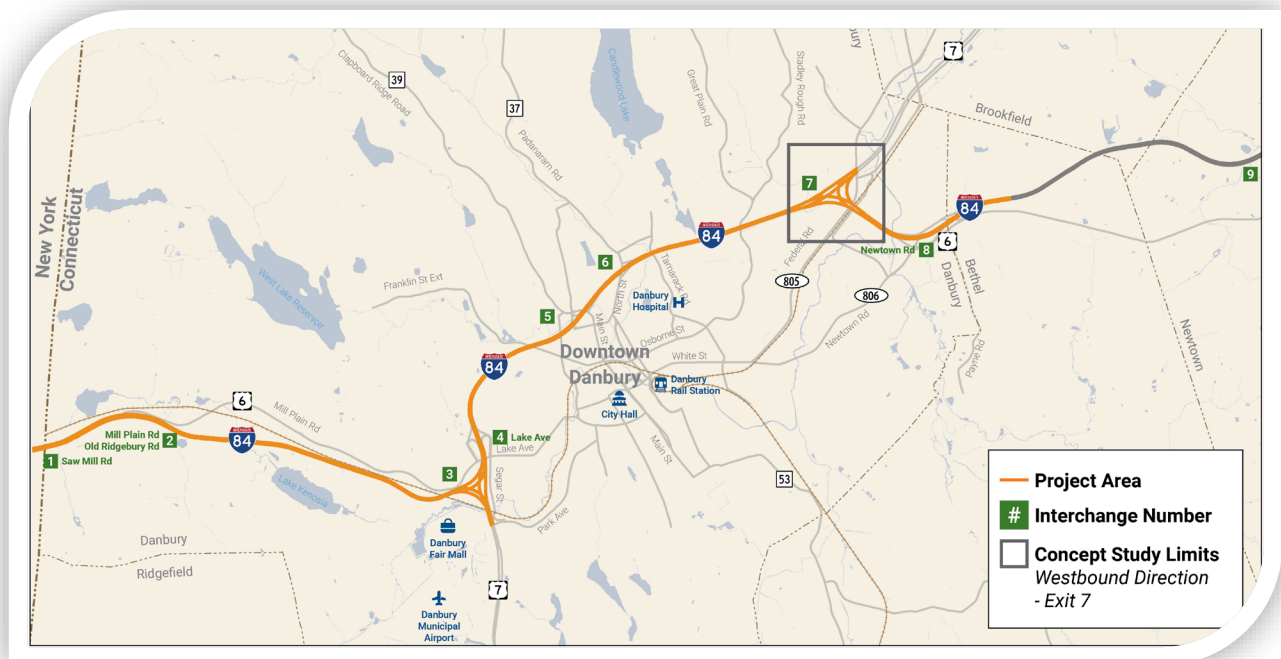 39
Clapboard Ridge Road
37
Padanaram Rd
Candlewood Lake
Great Plain Rd
Stadley Rough Rd
bury
7
Brookfield
7
9
84
Newtown Rd
8
6
Danbury
Bethel
Newtown
Federal Rd
805
806
Newtown Rd
Payne Rd
New York
Connecticut
West Lake Reservoir
Franklin St Ext
84
6
North St
Tamarack Rd
Danbury
Hospital
H
5
Main St
Osborne St
White St
84
Downtown
Danbury
Danbury
Rail Station
City Hall
6
Mill Plain Rd
Mill Plain Rd
Old Ridgebury Rd
2
84
1
Saw Mill Rd
Lake Kenosia
4
Lake Ave
Lake Ave
3
Segar St
Park Ave
Main St
53
Danbury
Fair Mall
Danbury
Ridgefield
7
Danbury
Municipal
Airport
Project Area
#
Interchange Number
Concept Study Limits
Westbound Direction
- Exit 7